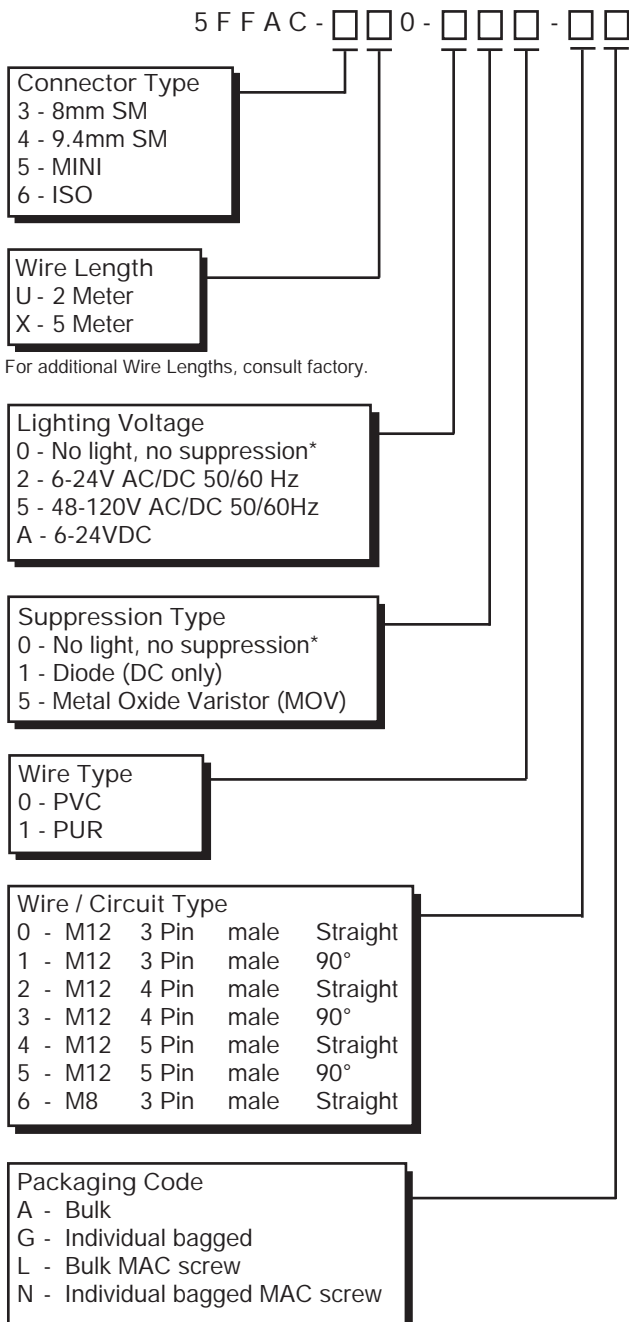 5FFAC-□□0-□□□-□□
Connector Type
3 - 8mm SM
4 - 9.4mm SM
5 - MINI
6 - ISO
Wire Length
U - 2 Meter
X - 5 Meter
For additional Wire Lengths, consult factory.
Lighting Voltage
0 - No light, no suppression*
2 - 6-24V AC/DC 50/60 Hz
5 - 48-120V AC/DC 50/60Hz
A - 6-24VDC
Suppression Type
0 - No light, no suppression*
1 - Diode (DC only)
5 - Metal Oxide Varistor (MOV)
Wire Type
0 - PVC
1 - PUR
Wire / Circuit Type
0 - M12 3 Pin male Straight
1 - M12 3 Pin male 90°
2 - M12 4 Pin male Straight
3 - M12 4 Pin male 90°
4 - M12 5 Pin male Straight
5 - M12 5 Pin male 90°
6 - M8 3 Pin male Straight
Packaging Code
A - Bulk
G - Individual bagged
L - Bulk MAC screw
N - Individual bagged MAC screw